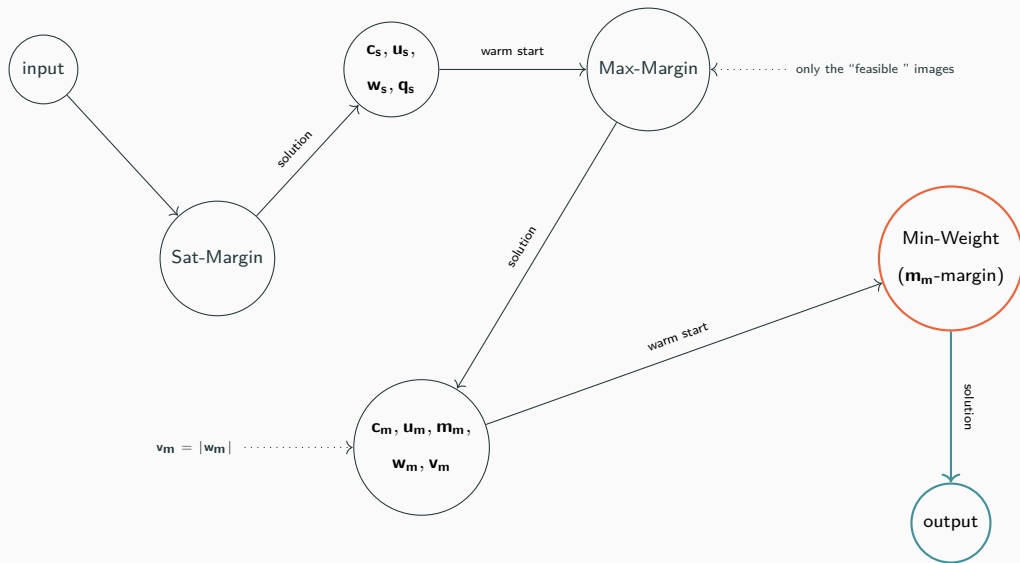 input
c_s, u_s,
w_s, q_s
warm start
Max-Margin
only the “feasible ” images
solution
Sat-Margin
solution
Min-Weight
(m_m-margin)
warm start
solution
c_m, u_m, m_m,
w_m, v_m
v_m = |w_m|
output